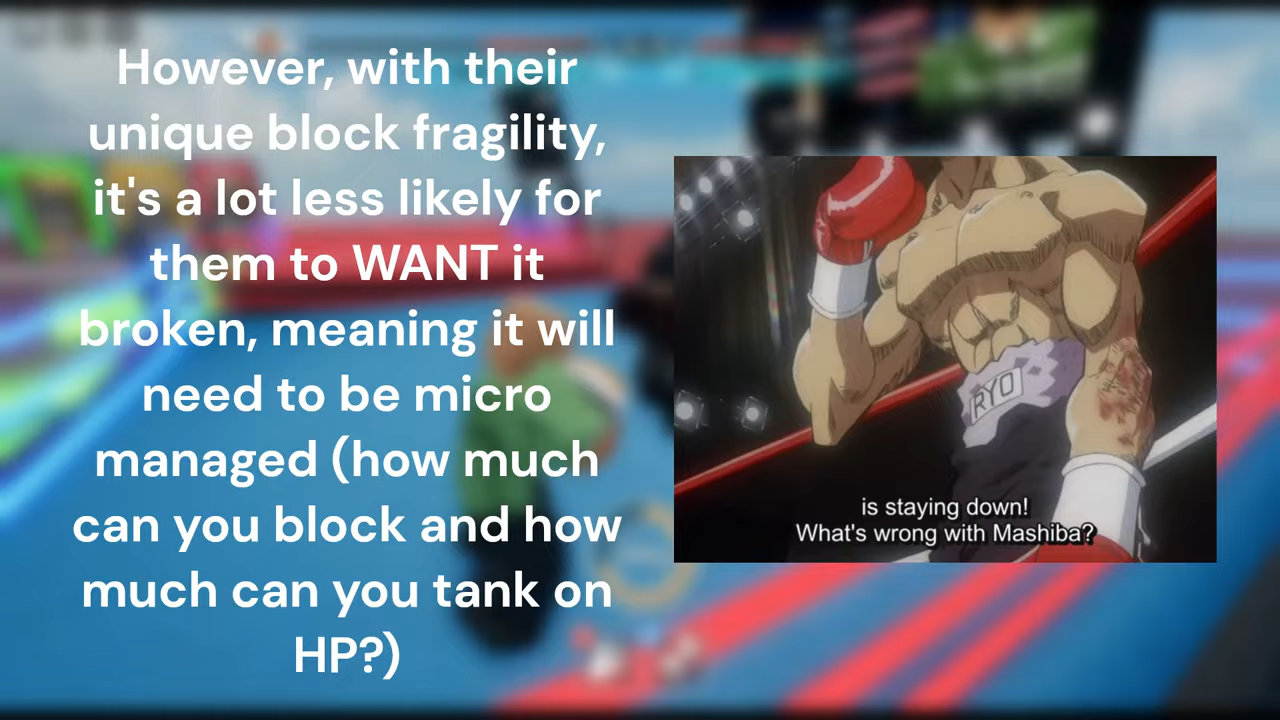 However, with their
unique block fragility,
it's a lot less likely for
them to WANT it
broken, meaning it will
need to be micro
managed (how much
can you block and how
much can you tank on
HP?)
RYO
is staying down!
What's wrong with Mashiba?